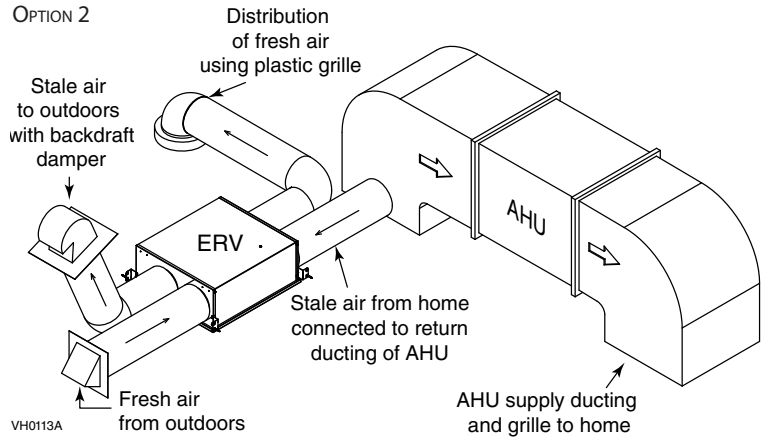 OPTION 2
Distribution
of fresh air
using plastic grille
Stale air
to outdoors
with backdraft
damper
ERV
AHU
Stale air from home
connected to return
ducting of AHU
Fresh air
from outdoors
AHU supply ducting
and grille to home
VH0113A